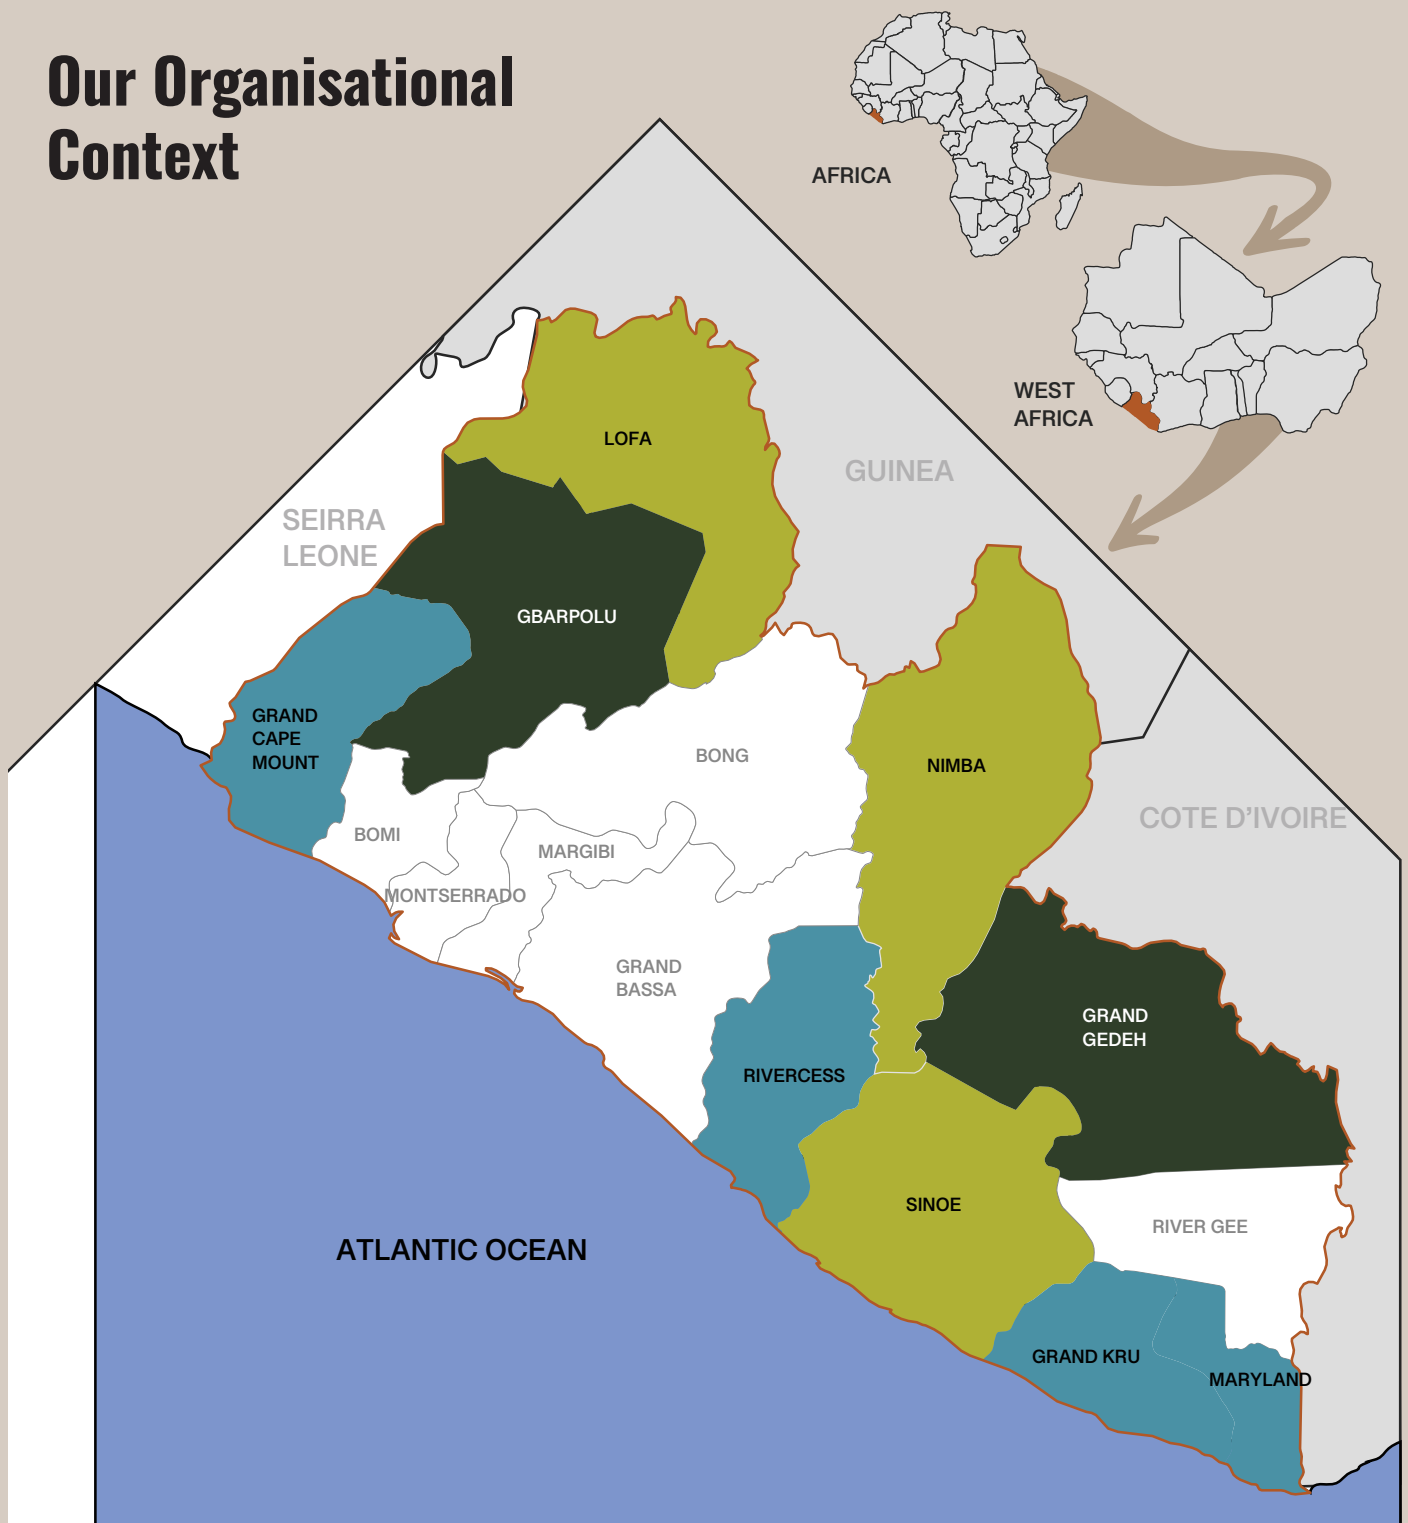 Our Organisational
Context
AFRICA
WEST
AFRICA
LOFA
GUINEA
SEIRRA
LEONE
GBARPOLU
GRAND
CAPE
MOUNT
BONG
NIMBA
COTE D'IVOIRE
BOMI
MARGIBI
MONTSERRADO
GRAND
BASSA
GRAND
GEDEH
RIVERCESS
SINOE
RIVER GEE
ATLANTIC OCEAN
GRAND KRU
MARYLAND